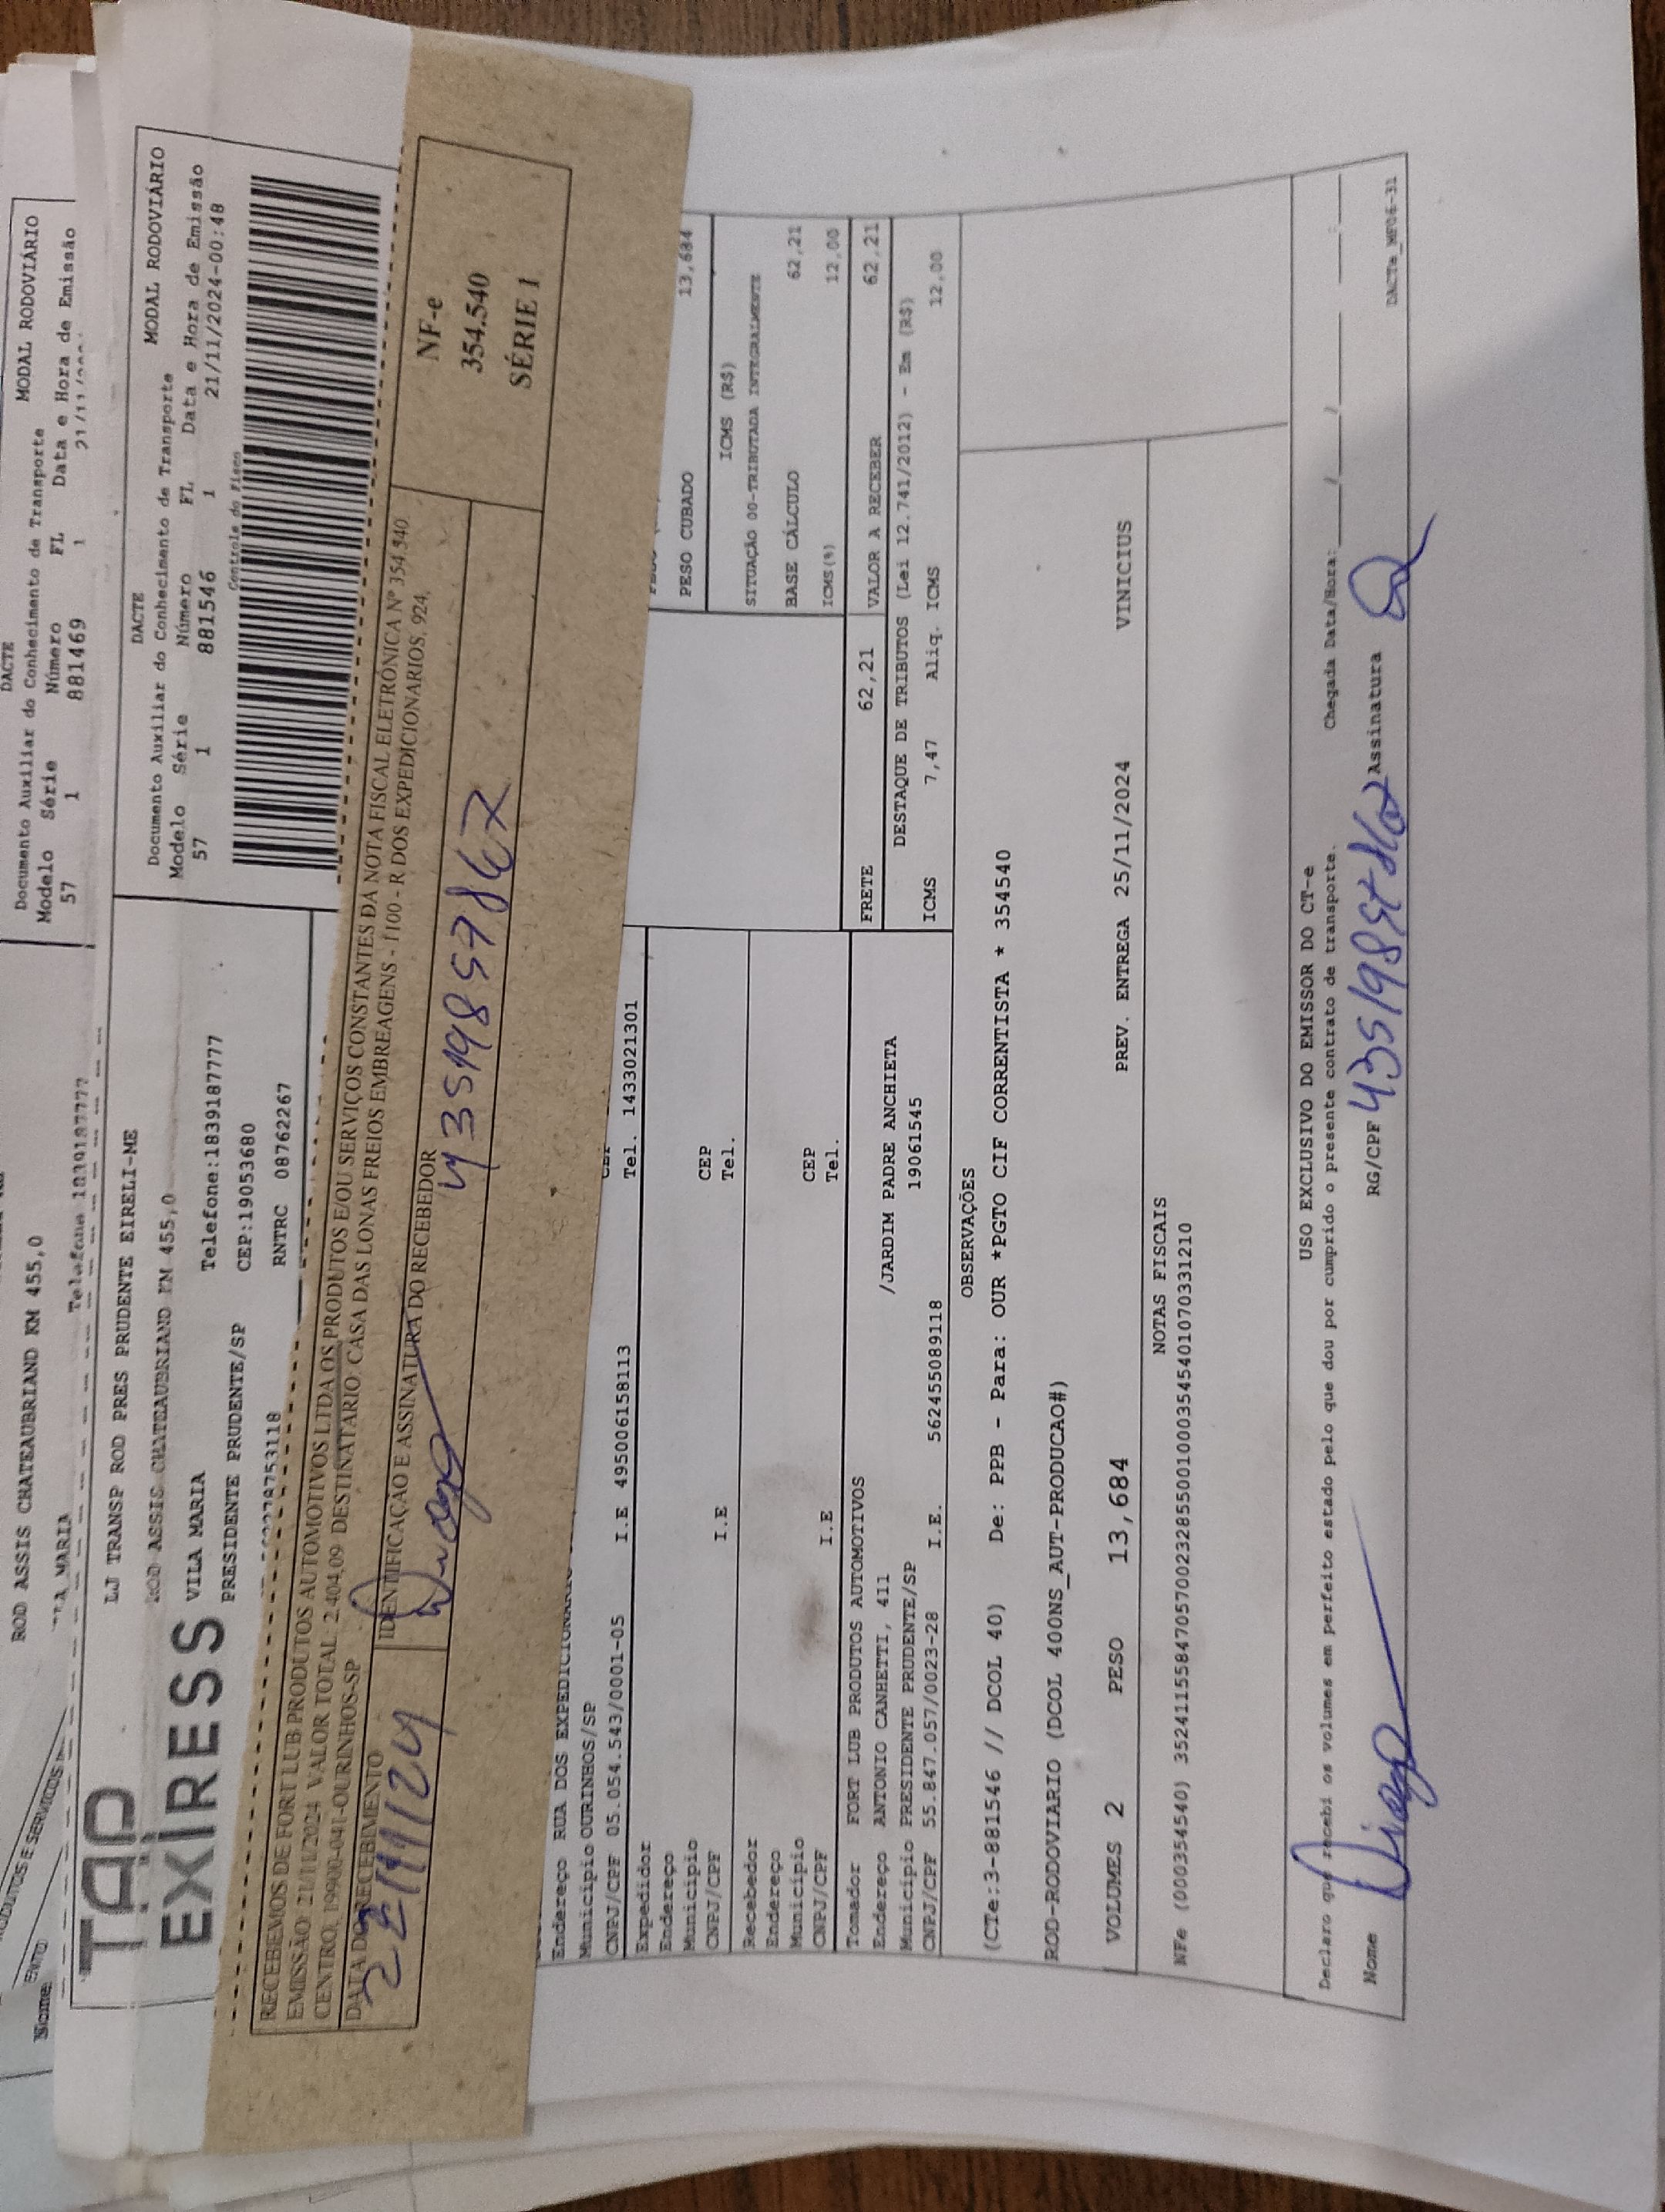 DACTE
Documento Auxiliar do Conhecimento de Transporte
MODAL RODOVIÁRIO
Modelo Série Número FL Data e Hora de Emissão
57 1 881469 1
ROD ASSIS CHATEAUBRIAND KM 455,0
Nome
TAP
EXPRESS
LJ TRANSP ROD PRES PRUDENTE EIRELI-ME
ROD ASSIS CHATEAUBRIAND KM 455,0
VILA MARIA Telefone:1839187777
PRESIDENTE PRUDENTE/SP CEP:19053680
RNTRC 08762267
DACTE
Documento Auxiliar do Conhecimento de Transporte
MODAL RODOVIÁRIO
Modelo Série Número FL Data e Hora de Emissão
57 1 881546 1 21/11/2024-00:48
Controle do Fisco
RECEBEMOS DE FORT LUB PRODUTOS AUTOMOTIVOS LTDA OS PRODUTOS E/OU SERVIÇOS CONSTANTES DA NOTA FISCAL ELETRÔNICA Nº 354.540
EMISSÃO: 21/11/2024 VALOR TOTAL: 2.404,09 DESTINATÁRIO: CASA DAS LONAS FREIOS EMBREAGENS - 1100 - R DOS EXPEDICIONARIOS, 924,
CENTRO, 19900-041-OURINHOS-SP
DATA DO RECEBIMENTO
IDENTIFICAÇÃO E ASSINATURA DO RECEBEDOR
NF-e
354.540
SÉRIE 1
Endereço RUA DOS EXPEDICIONARIO
Município OURINHOS/SP CEP
CNPJ/CPF 05.054.543/0001-05 I.E 495006158113 Tel. 1433021301
Expedidor
Endereço
Município CEP
CNPJ/CPF I.E Tel.
Recebedor
Endereço
Município CEP
CNPJ/CPF I.E Tel.
Tomador FORT LUB PRODUTOS AUTOMOTIVOS
Endereço ANTONIO CANHETTI, 411 /JARDIM PADRE ANCHIETA
Município PRESIDENTE PRUDENTE/SP 19061545
CNPJ/CPF 55.847.057/0023-28 I.E. 562455089118
PESO CUBADO 13,684
ICMS (R$)
SITUAÇÃO 00-TRIBUTADA INTEGRALMENTE
BASE CÁLCULO 62,21
ICMS(%) 12,00
FRETE 62,21 VALOR A RECEBER 62,21
DESTAQUE DE TRIBUTOS (Lei 12.741/2012) - Em (R$)
ICMS 7,47 Aliq. ICMS 12,00
OBSERVAÇÕES
(CTe:3-881546 // DCOL 40) De: PPB - Para: OUR *PGTO CIF CORRENTISTA * 354540
ROD-RODOVIARIO (DCOL 400NS_AUT-PRODUCAO#)
VOLUMES 2 PESO 13,684 PREV. ENTREGA 25/11/2024 VINICIUS
NOTAS FISCAIS
NFe (000354540) 35241155847057002328550010003545401070331210
USO EXCLUSIVO DO EMISSOR DO CT-e
Declaro que recebi os volumes em perfeito estado pelo que dou por cumprido o presente contrato de transporte. Chegada Data/Hora: / / :
Nome Diogo RG/CPF Assinatura
DACTe_MF06-31